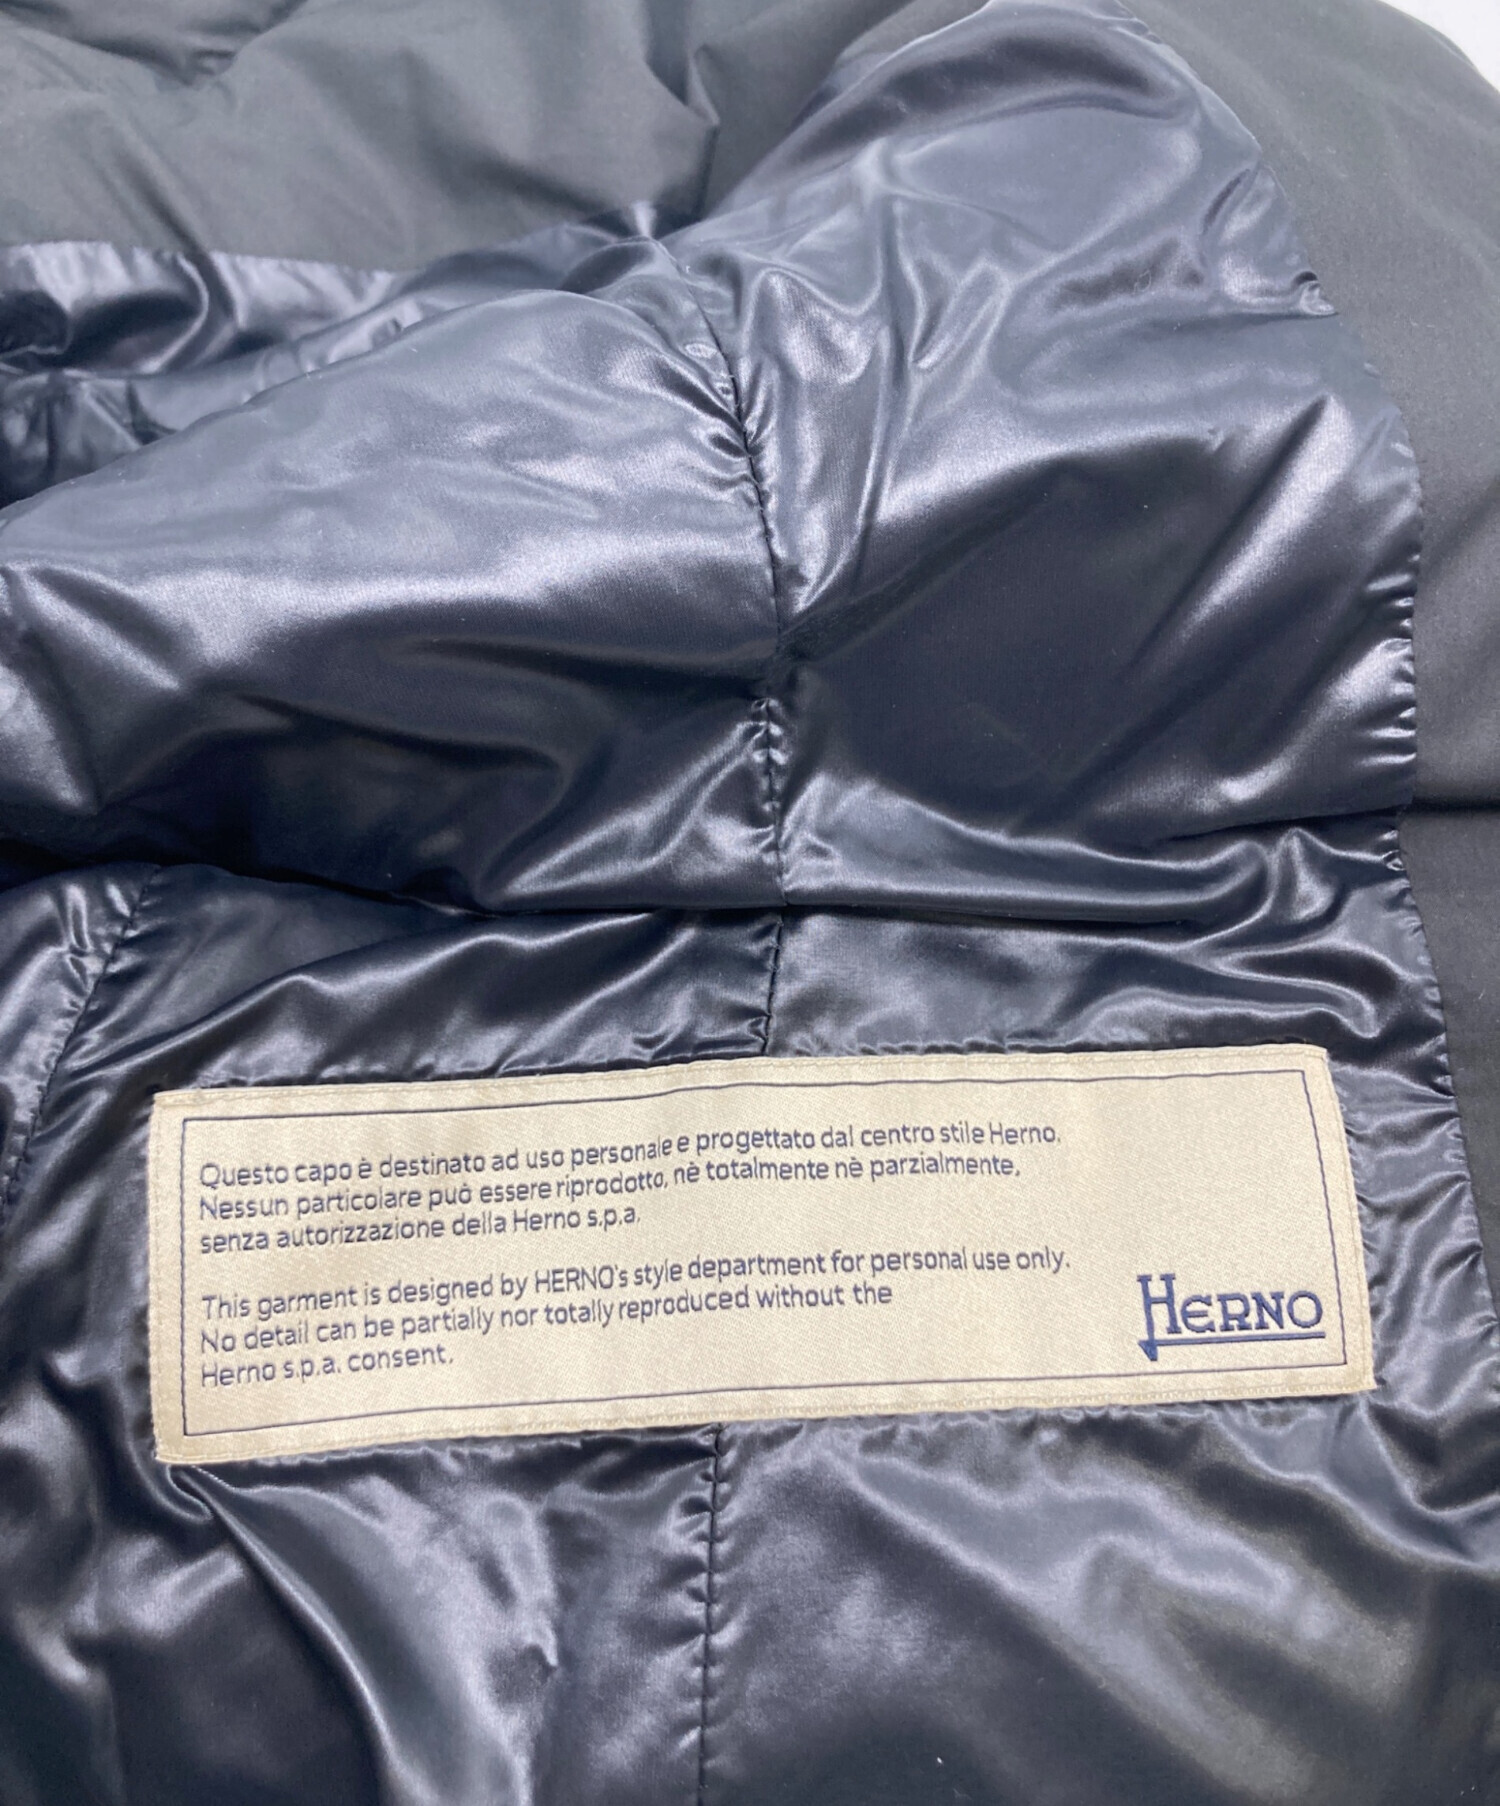 Questo capo è destinato ad uso personale e progettato dal centro stile Herno.
Nessun particolare può essere riprodotto, nè totalmente nè parzialmente,
senza autorizzazione della Herno s.p.a.
This garment is designed by HERNO's style department for personal use only.
No detail can be partially nor totally reproduced without the
Herno s.p.a. consent.
HERNO